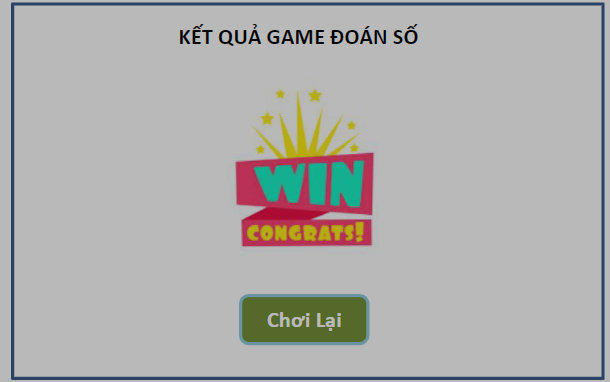 KẾT QUẢ GAME ĐOÁN SỐ
WIN
CONGRATS!
Chơi Lại